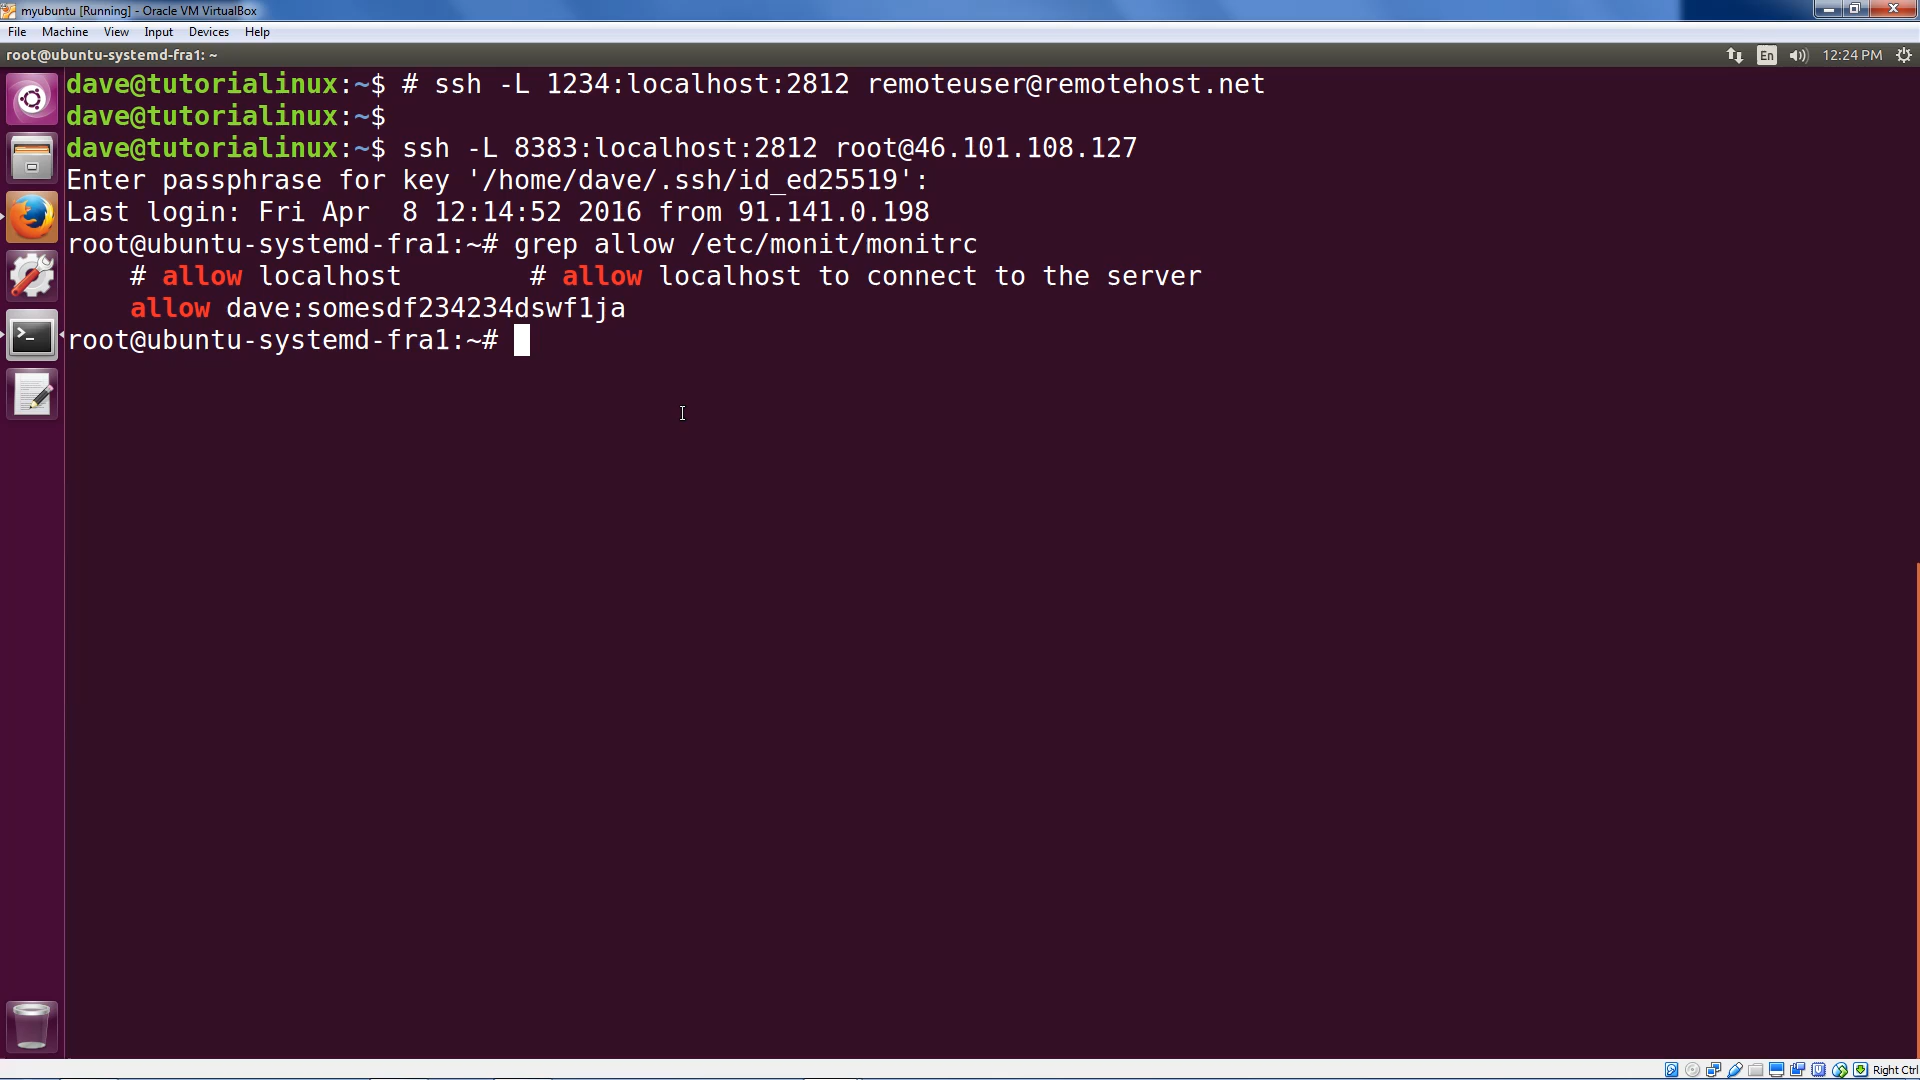 myubuntu [Running] - Oracle VM VirtualBox
File Machine View Input Devices Help
root@ubuntu-systemd-fra1: ~
En
12:24 PM
dave@tutorialinux:~$ # ssh -L 1234:localhost:2812 remoteuser@remotehost.net
dave@tutorialinux:~$
dave@tutorialinux:~$ ssh -L 8383:localhost:2812 root@46.101.108.127
Enter passphrase for key '/home/dave/.ssh/id_ed25519':
Last login: Fri Apr  8 12:14:52 2016 from 91.141.0.198
root@ubuntu-systemd-fra1:~# grep allow /etc/monit/monitrc
    # allow localhost        # allow localhost to connect to the server
    allow dave:somesdf234234dswf1ja
root@ubuntu-systemd-fra1:~#
Right Ctrl